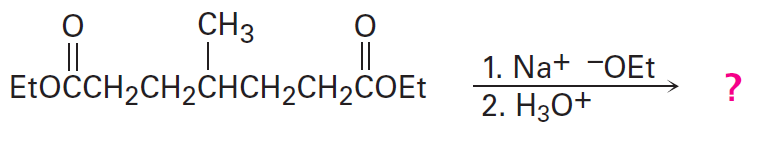 O CH3 O
EtOCCH2CH2CHCH2CH2COEt
1. Na+ −OEt
2. H3O+
?